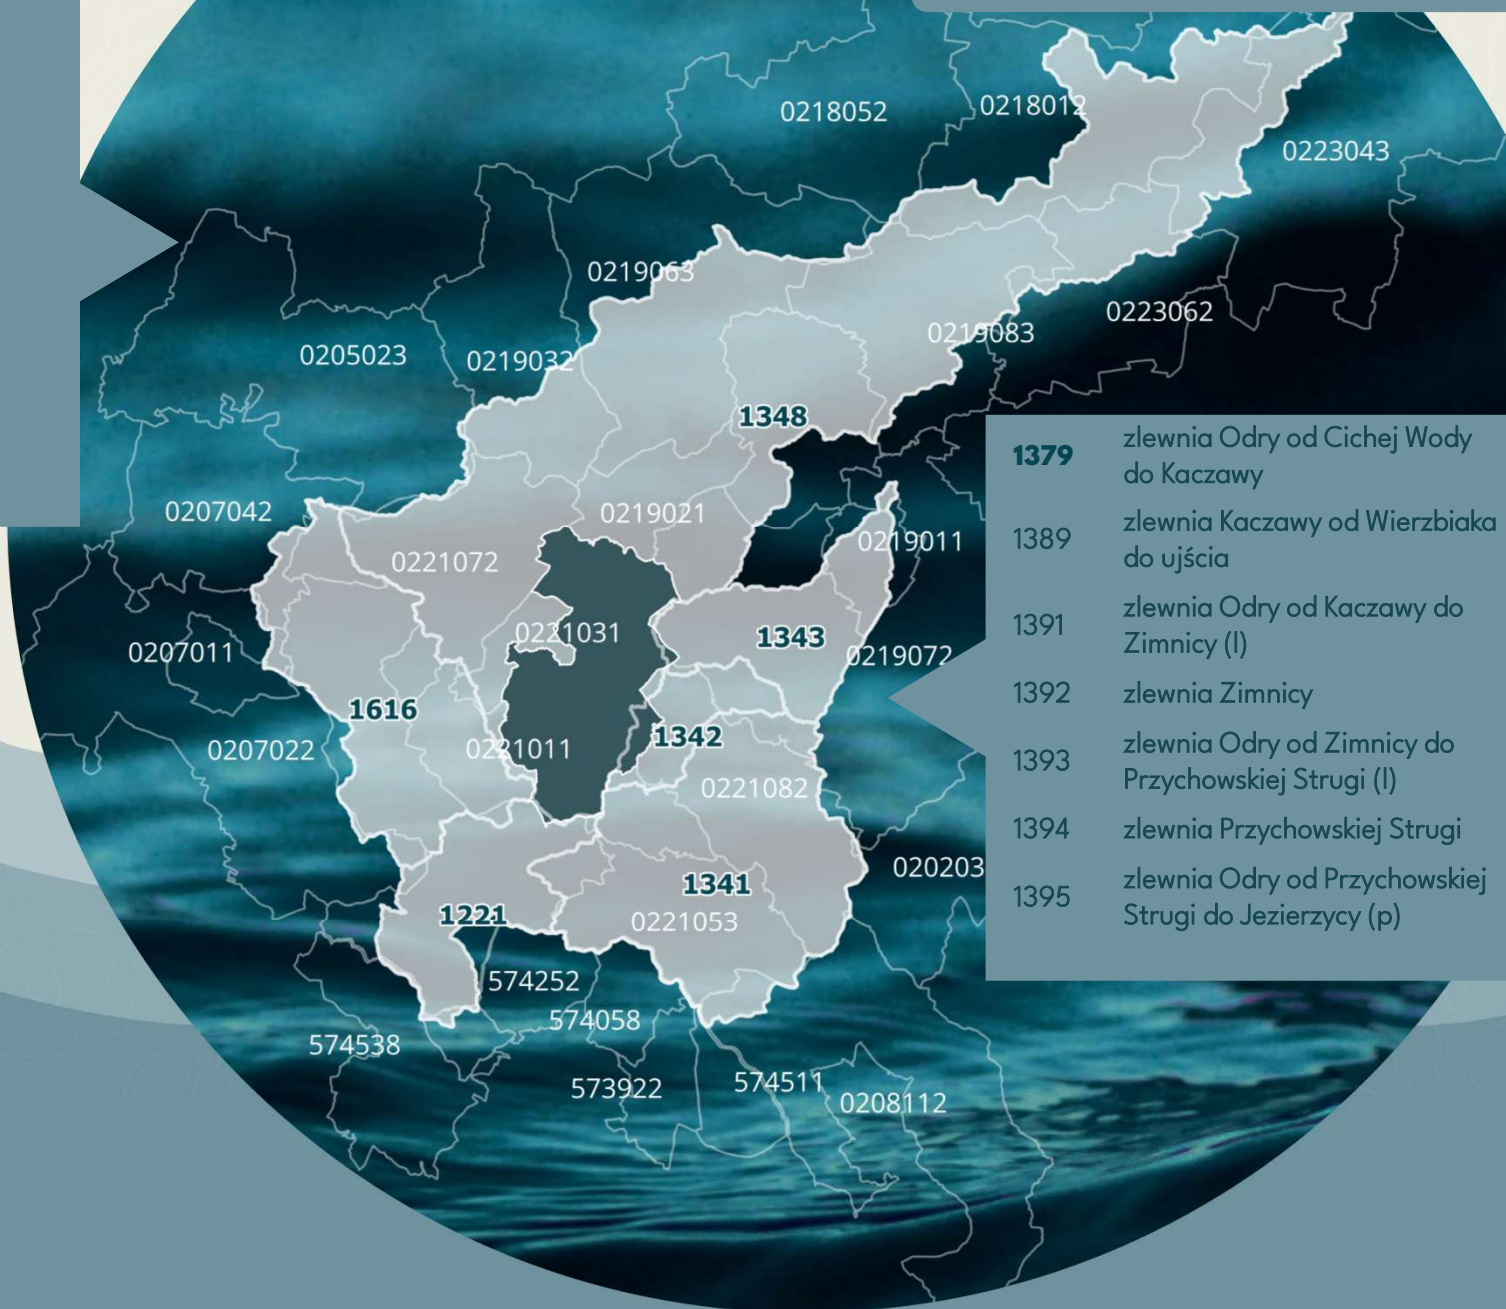 0218052
0218012
0223043
0219063
0223062
0219083
0205023
0219032
1348
0207042
0219021
0219011
0221072
0221031
1343
0207011
0219072
1616
1342
0207022
0221011
0221082
020203
1341
1221
0221053
574252
574058
574538
573922
574511
0208112
1379 zlewnia Odry od Cichej Wody
do Kaczawy
1389 zlewnia Kaczawy od Wierzbiaka
do ujścia
1391 zlewnia Odry od Kaczawy do
Zimnicy (l)
1392 zlewnia Zimnicy
1393 zlewnia Odry od Zimnicy do
Przychowskiej Strugi (l)
1394 zlewnia Przychowskiej Strugi
1395 zlewnia Odry od Przychowskiej
Strugi do Jezierzycy (p)